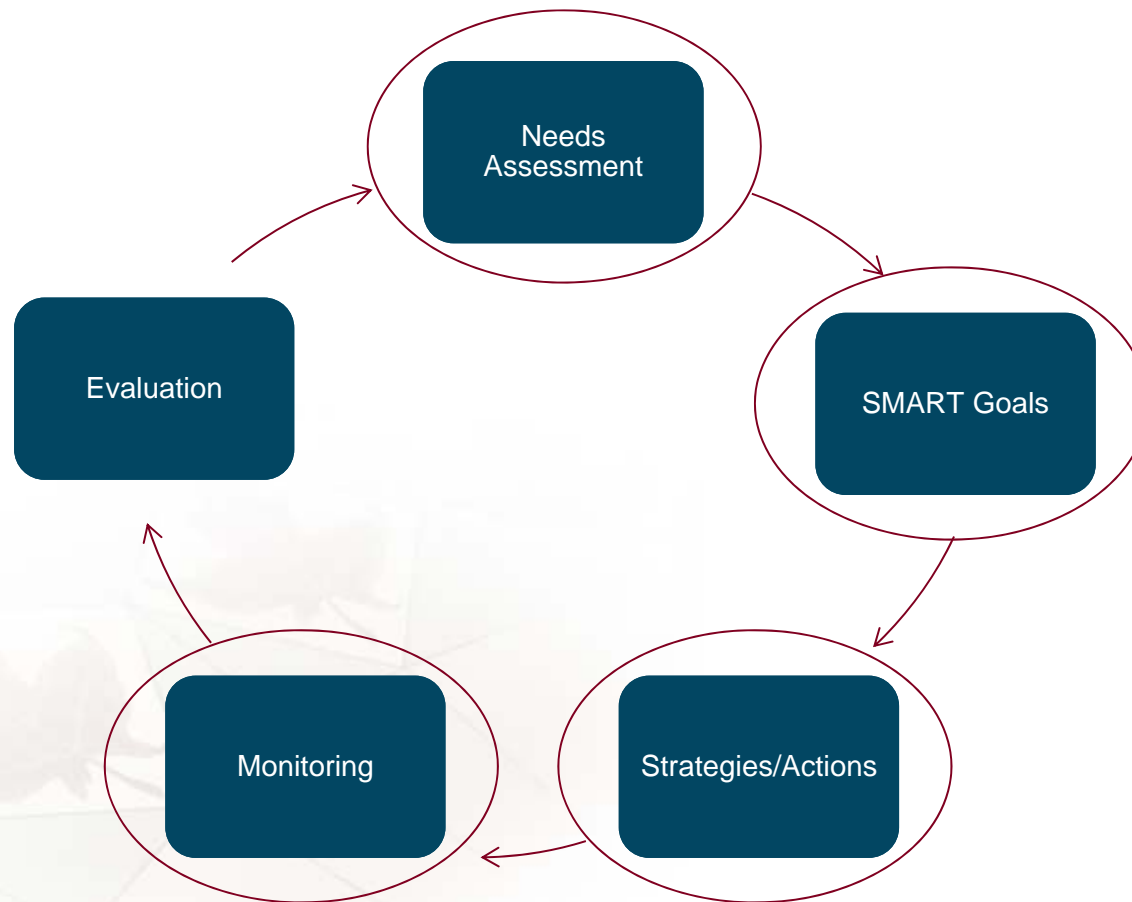 Needs
Assessment
SMART Goals
Strategies/Actions
Monitoring
Evaluation